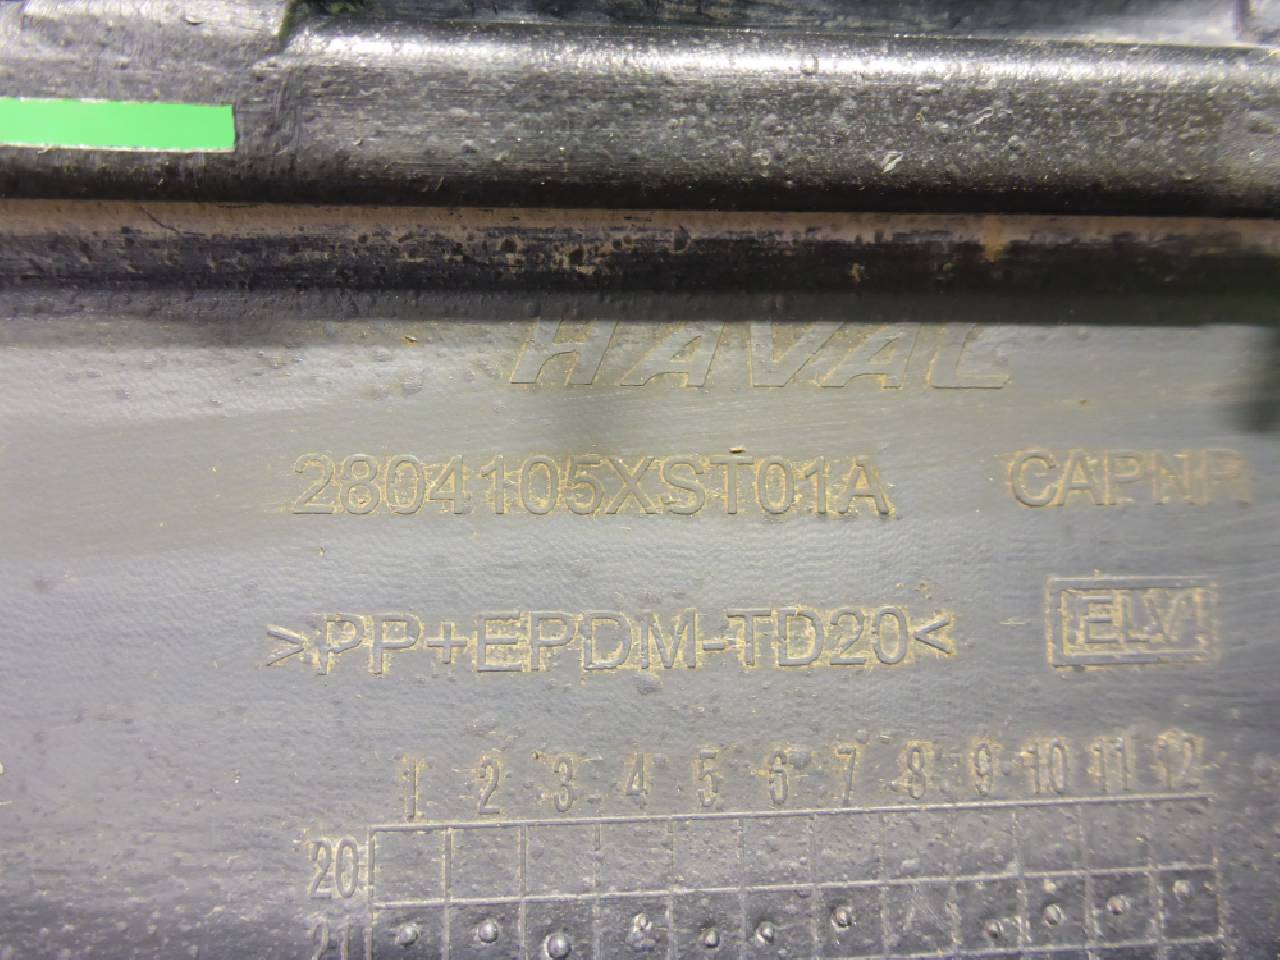 HAVAL
2804105XST01A CAPNR
>PP+EPDM-TD20< ELV
1 2 3 4 5 6 7 8 9 10 11 12
20
21